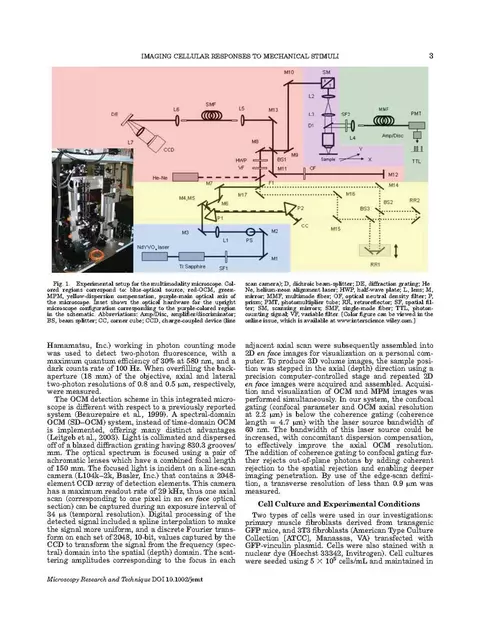 IMAGING CELLULAR RESPONSES TO MECHANICAL STIMULI
3
M10
SM
L6
SMF
L5
M13
L2
DE
L3
SF2
MMF
PMT
L7
CCD
D1
L4
Amp/Disc
M8
M9
Y
HWP
BS1
Sample
X
TTL
VF
M11
CF
He-Ne
M12
M7
F1
M14
M4,M5
M17
M16
BS2
RR2
M6
P2
BS3
P1
CC
M15
M3
M2
L1
PS
Nd:YVO4 laser
RR1
M1
Ti:Sapphire
SF1
Fig. 1. Experimental setup for the multimodality microscope. Col-
ored regions correspond to: blue-optical source, red-OCM, green-
MPM, yellow-dispersion compensation, purple-main optical axis of
the microscope. Inset shows the optical hardware for the upright
microscope configuration corresponding to the purple-colored region
in the schematic. Abbreviations: Amp/Disc, amplifier/discriminator;
BS, beam splitter; CC, corner cube; CCD, charge-coupled device (line
scan camera); D, dichroic beam-splitter; DE, diffraction grating; He-
Ne, helium-neon alignment laser; HWP, half-wave plate; L, lens; M,
mirror; MMF, multimode fiber; OF, optical neutral density filter; P,
prism; PMT, photomultiplier tube; RR, retroreflector; SF, spatial fil-
ter; SM, scanning mirrors; SMF, single-mode fiber; TTL, photon-
counting signal; VF, variable filter. [Color figure can be viewed in the
online issue, which is available at www.interscience.wiley.com.]
Hamamatsu, Inc.) working in photon counting mode
was used to detect two-photon fluorescence, with a
maximum quantum efficiency of 30% at 580 nm, and a
dark counts rate of 100 Hz. When overfilling the back-
aperture (18 mm) of the objective, axial and lateral
two-photon resolutions of 0.8 and 0.5 μm, respectively,
were measured.
The OCM detection scheme in this integrated micro-
scope is different with respect to a previously reported
system (Beaurepaire et al., 1999). A spectral-domain
OCM (SD–OCM) system, instead of time-domain OCM
is implemented, offering many distinct advantages
(Leitgeb et al., 2003). Light is collimated and dispersed
off of a blazed diffraction grating having 830.3 grooves/
mm. The optical spectrum is focused using a pair of
achromatic lenses which have a combined focal length
of 150 mm. The focused light is incident on a line-scan
camera (L104k–2k, Basler, Inc.) that contains a 2048-
element CCD array of detection elements. This camera
has a maximum readout rate of 29 kHz, thus one axial
scan (corresponding to one pixel in an en face optical
section) can be captured during an exposure interval of
34 μs (temporal resolution). Digital processing of the
detected signal included a spline interpolation to make
the signal more uniform, and a discrete Fourier trans-
form on each set of 2048, 10-bit, values captured by the
CCD to transform the signal from the frequency (spec-
tral) domain into the spatial (depth) domain. The scat-
tering amplitudes corresponding to the focus in each
adjacent axial scan were subsequently assembled into
2D en face images for visualization on a personal com-
puter. To produce 3D volume images, the sample posi-
tion was stepped in the axial (depth) direction using a
precision computer-controlled stage and repeated 2D
en face images were acquired and assembled. Acquisi-
tion and visualization of OCM and MPM images was
performed simultaneously. In our system, the confocal
gating (confocal parameter and OCM axial resolution
at 2.2 μm) is below the coherence gating (coherence
length = 4.7 μm) with the laser source bandwidth of
60 nm. The bandwidth of this laser source could be
increased, with concomitant dispersion compensation,
to effectively improve the axial OCM resolution.
The addition of coherence gating to confocal gating fur-
ther rejects out-of-plane photons by adding coherent
rejection to the spatial rejection and enabling deeper
imaging penetration. By use of the edge-scan defini-
tion, a transverse resolution of less than 0.9 μm was
measured.
Cell Culture and Experimental Conditions
Two types of cells were used in our investigations:
primary muscle fibroblasts derived from transgenic
GFP mice, and 3T3 fibroblasts (American Type Culture
Collection [ATCC], Manassas, VA) transfected with
GFP-vinculin plasmid. Cells were also stained with a
nuclear dye (Hoechst 33342, Invitrogen). Cell cultures
were seeded using 5 × 10⁵ cells/mL and maintained in
Microscopy Research and Technique DOI 10.1002/jemt